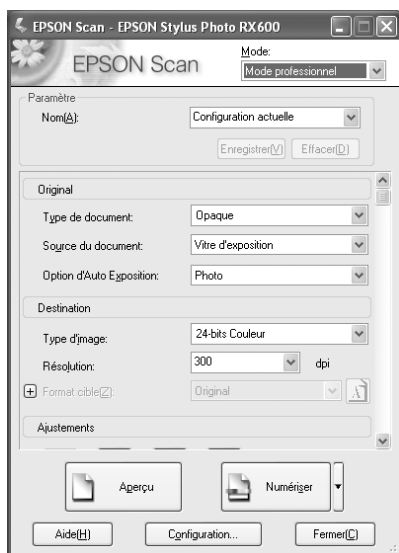 EPSON Scan - EPSON Stylus Photo RX600
EPSON Scan
Mode:
Mode professionnel
Paramètre
Nom(A): Configuration actuelle
Enregistrer(V) Effacer(D)
Original
Type de document: Opaque
Source du document: Vitre d'exposition
Option d'Auto Exposition: Photo
Destination
Type d'image: 24-bits Couleur
Résolution: 300 dpi
Format cible(Z): Original
Ajustements
Aperçu Numériser
Aide(H) Configuration... Fermer(C)